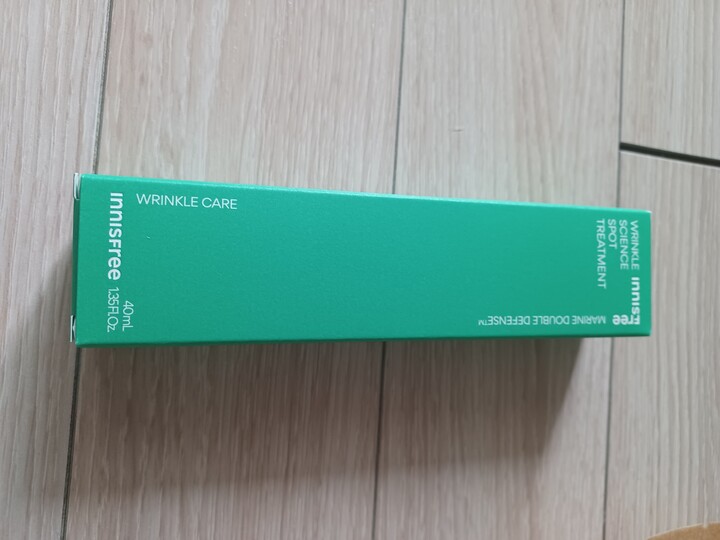 WRINKLE
SCIENCE
SPOT
TREATMENT
INNISFree
MARINE DOUBLE DEFENSE™
WRINKLE CARE
INNISFree
40mL
1.35 Fl.Oz